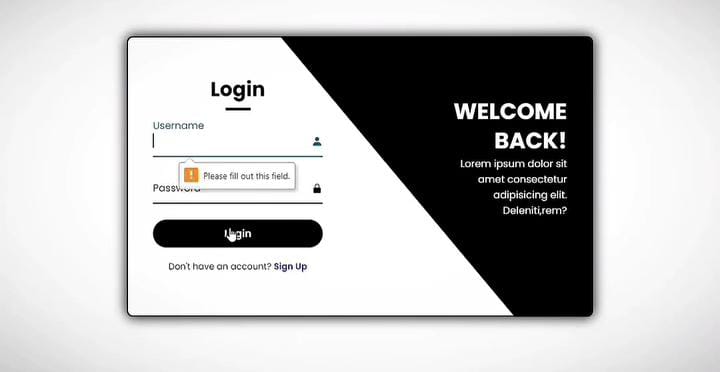 Login
Username
Please fill out this field.
Password
Login
Don't have an account? Sign Up
WELCOME
BACK!
Lorem ipsum dolor sit
amet consectetur
adipisicing elit.
Deleniti,rem?